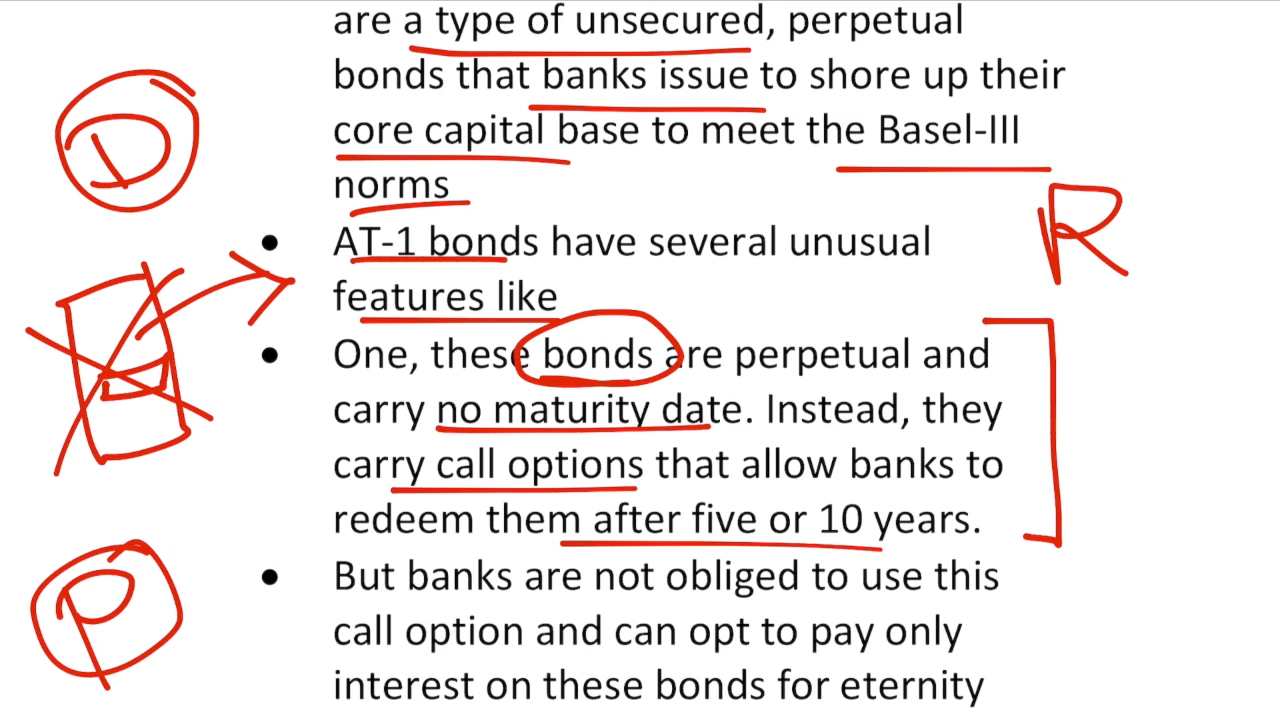 are a type of unsecured, perpetual
bonds that banks issue to shore up their
core capital base to meet the Basel-III
norms
D
R
• AT-1 bonds have several unusual
features like
• One, these bonds are perpetual and
carry no maturity date. Instead, they
carry call options that allow banks to
redeem them after five or 10 years.
P
• But banks are not obliged to use this
call option and can opt to pay only
interest on these bonds for eternity